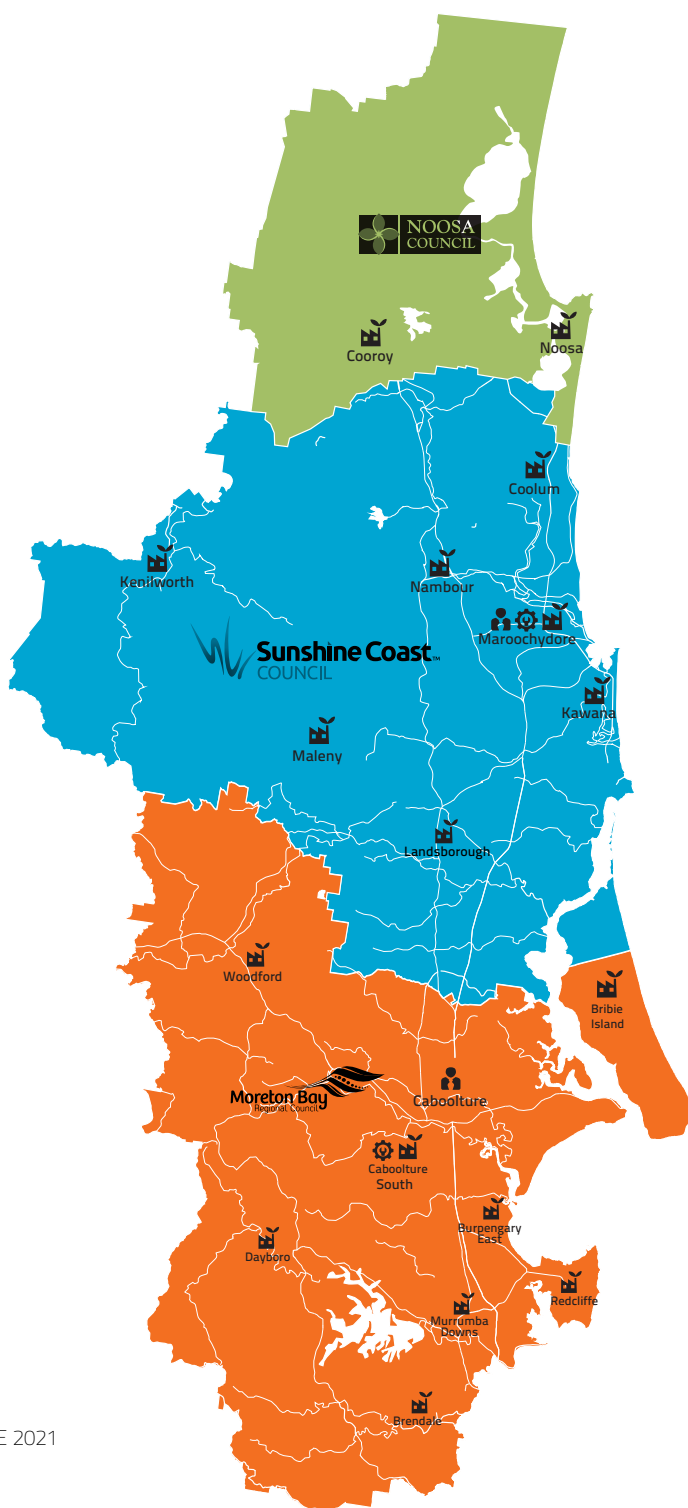 NOOSA
COUNCIL
Cooroy
Noosa
Coolum
Kenilworth
Nambour
Maroochydore
Sunshine Coast™
COUNCIL
Kawana
Maleny
Landsborough
Woodford
Bribie
Island
Moreton Bay
Regional Council
Caboolture
Caboolture
South
Burpengary
East
Dayboro
Redcliffe
Murrumba
Downs
Brendale
E 2021